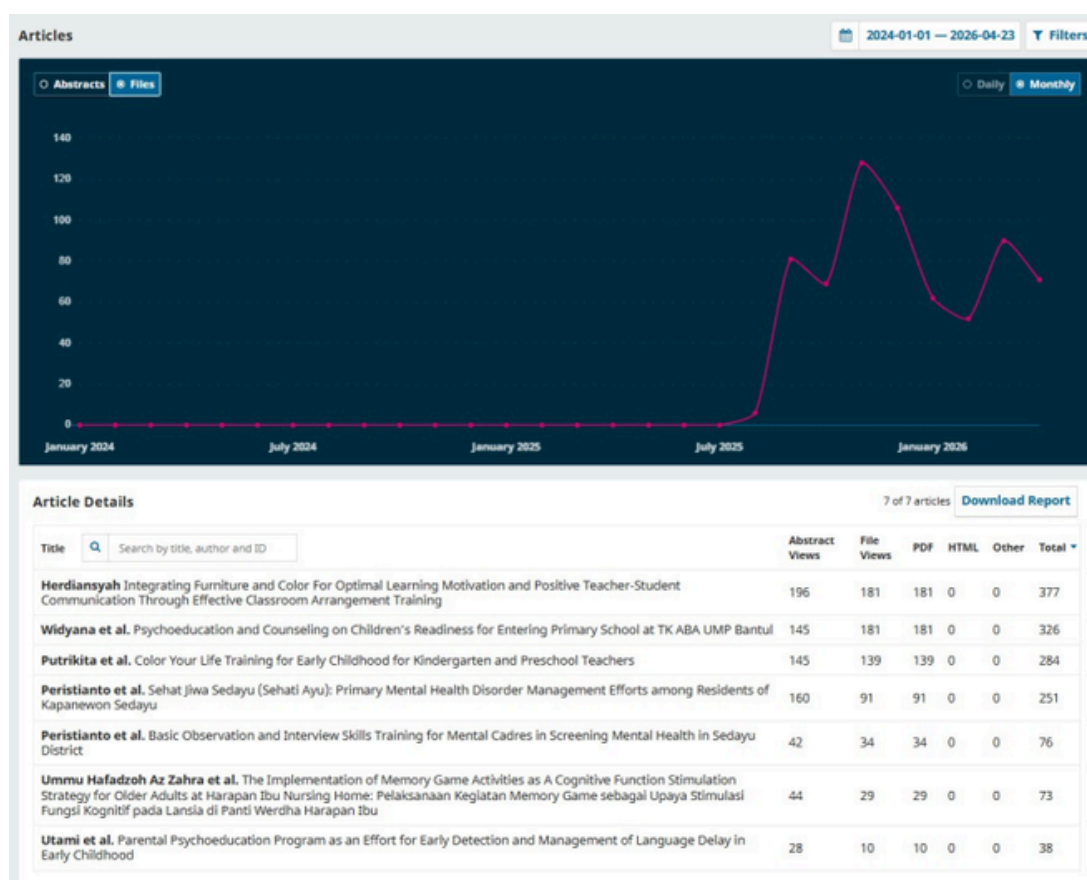 Articles
2024-01-01 — 2026-04-23
Filters
Abstracts
Files
Daily
Monthly
140
120
100
80
60
40
20
0
January 2024
July 2024
January 2025
July 2025
January 2026
Article Details
7 of 7 articles
Download Report
Title
Search by title, author and ID
Abstract Views
File Views
PDF
HTML
Other
Total
Herdiansyah Integrating Furniture and Color For Optimal Learning Motivation and Positive Teacher-Student
Communication Through Effective Classroom Arrangement Training
196 181 181 0 0 377
Widyana et al. Psychoeducation and Counseling on Children's Readiness for Entering Primary School at TK ABA UMP Bantul
145 181 181 0 0 326
Putrikita et al. Color Your Life Training for Early Childhood for Kindergarten and Preschool Teachers
145 139 139 0 0 284
Peristianto et al. Sehat Jiwa Sedayu (Sehati Ayu): Primary Mental Health Disorder Management Efforts among Residents of
Kapanewon Sedayu
160 91 91 0 0 251
Peristianto et al. Basic Observation and Interview Skills Training for Mental Cadres in Screening Mental Health in Sedayu
District
42 34 34 0 0 76
Ummu Hafadzoh Az Zahra et al. The Implementation of Memory Game Activities as A Cognitive Function Stimulation
Strategy for Older Adults at Harapan Ibu Nursing Home: Pelaksanaan Kegiatan Memory Game sebagai Upaya Stimulasi
Fungsi Kognitif pada Lansia di Panti Werdha Harapan Ibu
44 29 29 0 0 73
Utami et al. Parental Psychoeducation Program as an Effort for Early Detection and Management of Language Delay in
Early Childhood
28 10 10 0 0 38